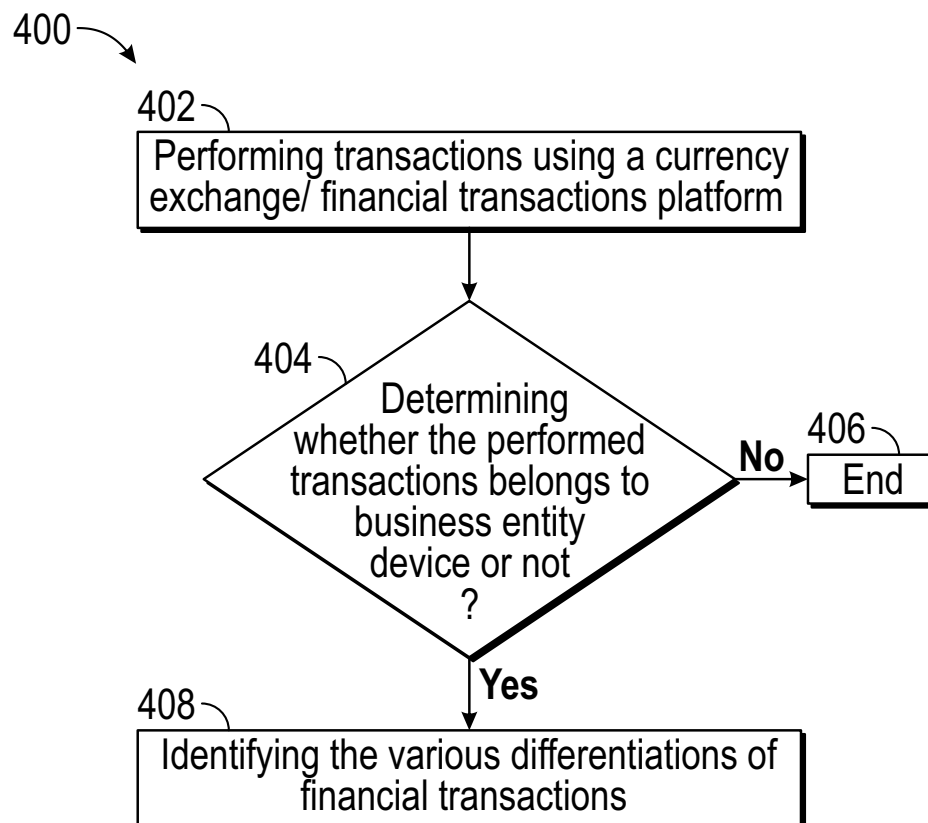 400
402
Performing transactions using a currency
exchange/ financial transactions platform
404
Determining
whether the performed
transactions belongs to
business entity
device or not
?
No
406
End
Yes
408
Identifying the various differentiations of
financial transactions